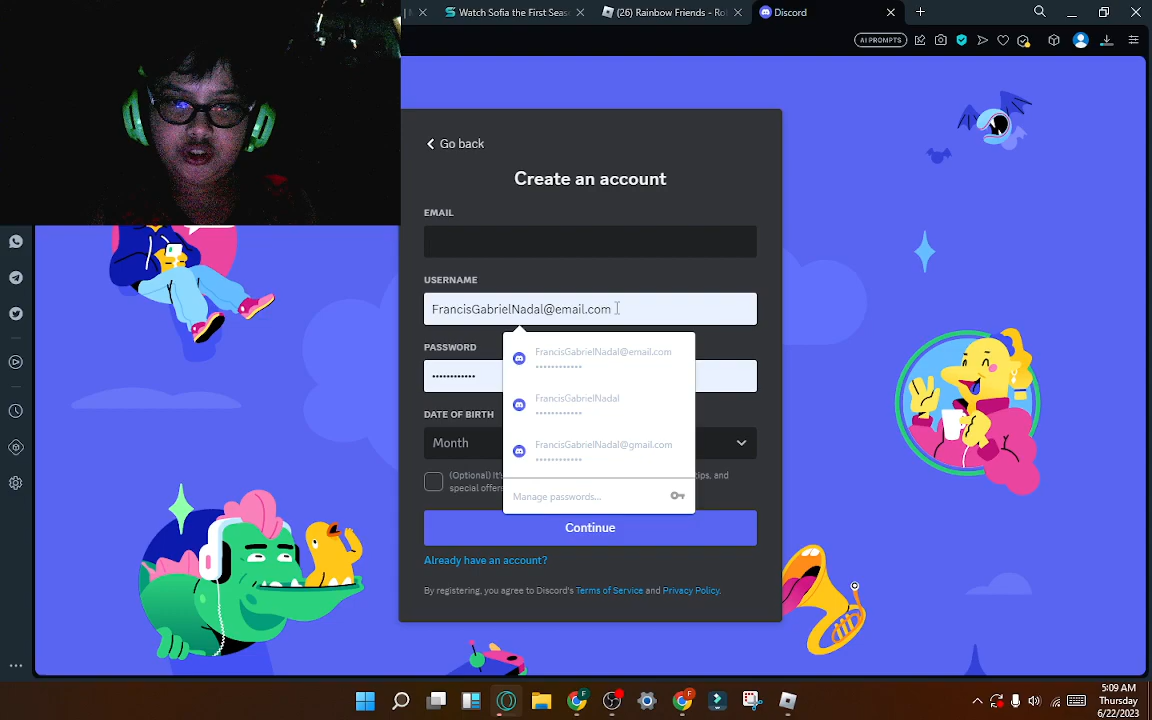 Watch Sofia the First Seas
(26) Rainbow Friends - Ro
Discord
AI PROMPTS
Go back
Create an account
EMAIL
USERNAME
FrancisGabrielNadal@email.com
PASSWORD
FrancisGabrielNadal@email.com
FrancisGabrielNadal
DATE OF BIRTH
Month
FrancisGabrielNadal@gmail.com
(Optional) It's
tips, and
special offers
Manage passwords...
Continue
Already have an account?
By registering, you agree to Discord's Terms of Service and Privacy Policy.
5:09 AM
Thursday
6/22/2023